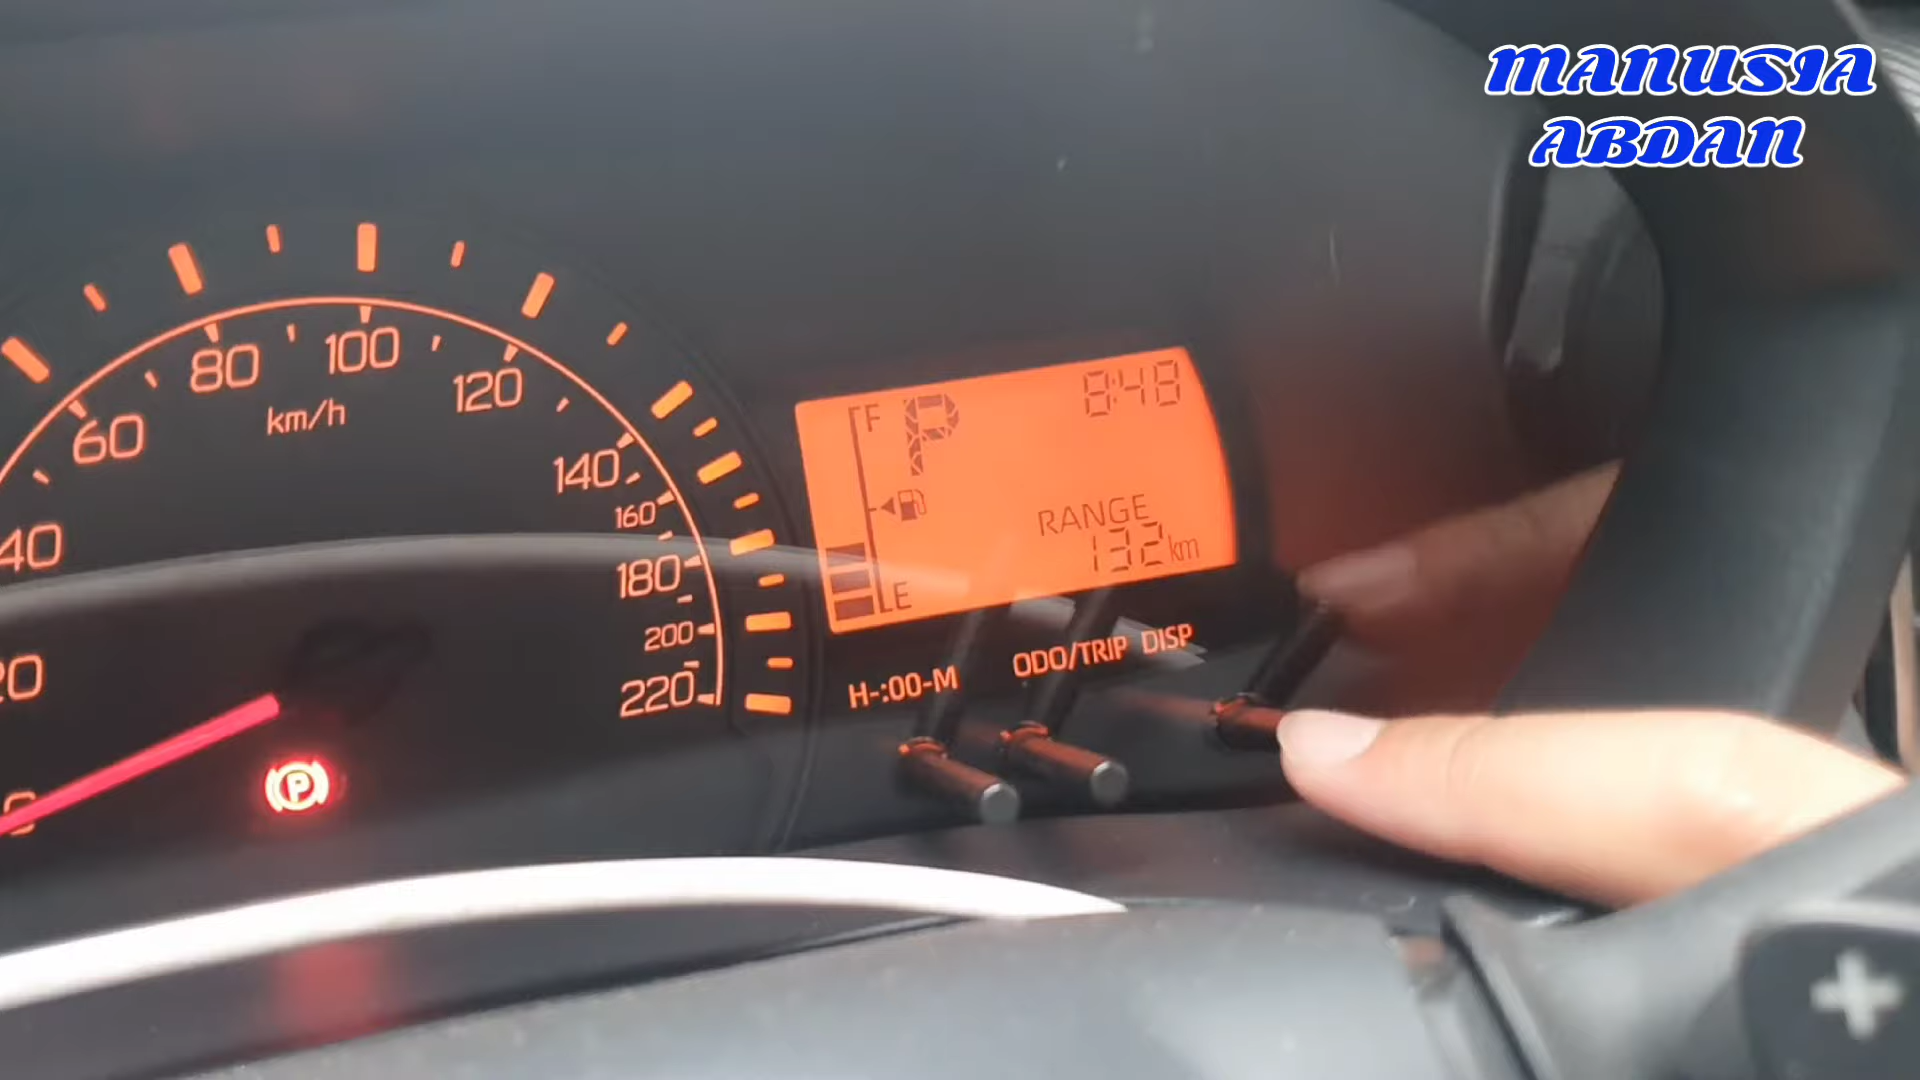 MANUSIA
ABDAN
80
100
120
60
km/h
140
160
40
180
200
20
220
F
P
8:48
RANGE
132 km
E
H-:00-M
ODO/TRIP DISP
P
+